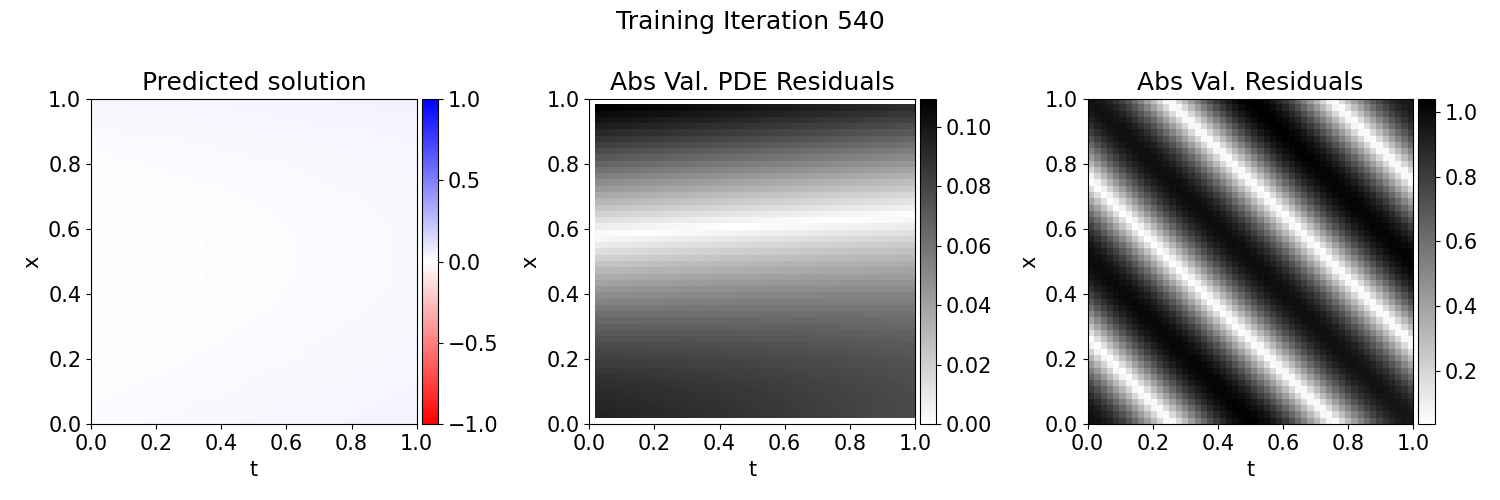 Training Iteration 540
Predicted solution
1.0
0.8
0.6
0.4
0.2
0.0
x
0.0 0.2 0.4 0.6 0.8 1.0
t
1.0
0.5
0.0
−0.5
−1.0
Abs Val. PDE Residuals
1.0
0.8
0.6
0.4
0.2
0.0
x
0.0 0.2 0.4 0.6 0.8 1.0
t
0.10
0.08
0.06
0.04
0.02
0.00
Abs Val. Residuals
1.0
0.8
0.6
0.4
0.2
0.0
x
0.0 0.2 0.4 0.6 0.8 1.0
t
1.0
0.8
0.6
0.4
0.2